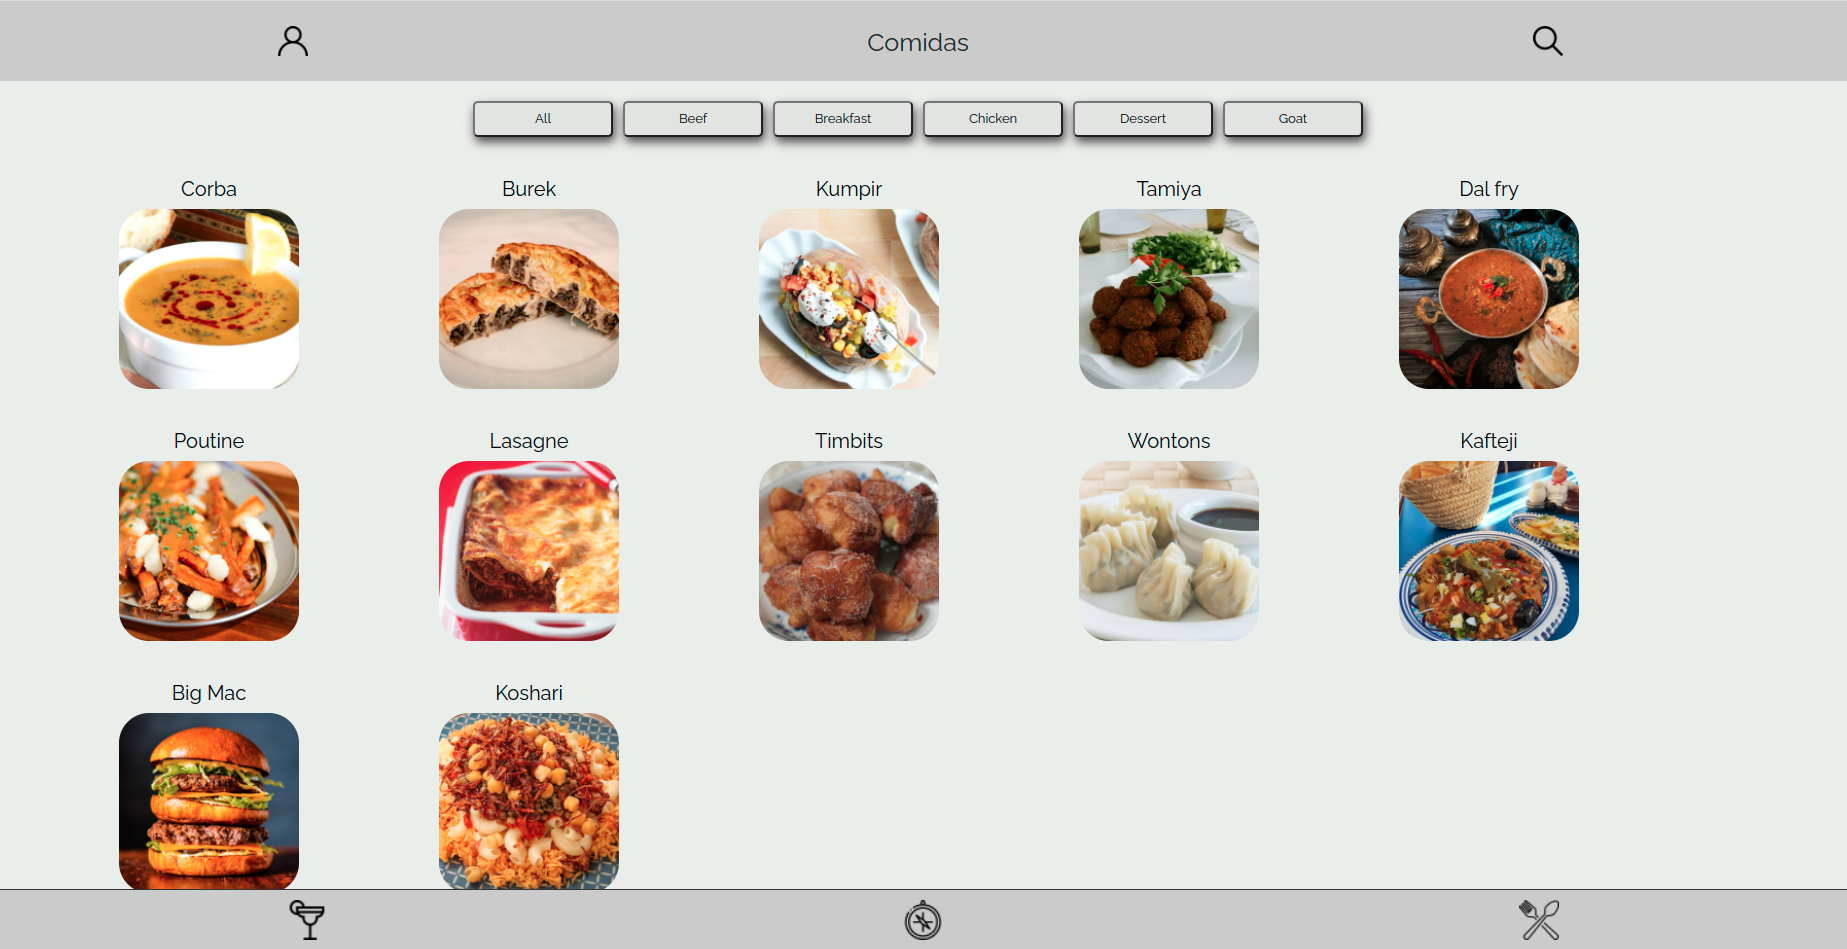 Comidas
All
Beef
Breakfast
Chicken
Dessert
Goat
Corba
Burek
Kumpir
Tamiya
Dal fry
Poutine
Lasagne
Timbits
Wontons
Kafteji
Big Mac
Koshari